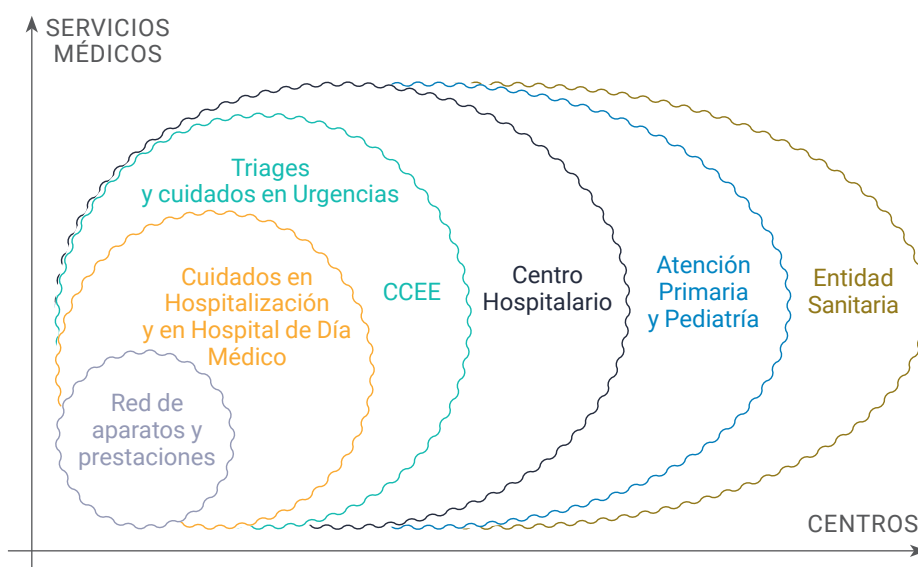 SERVICIOS
MÉDICOS
Triages
y cuidados en Urgencias
Cuidados en
Hospitalización
y en Hospital de Día
Médico
CCEE
Centro
Hospitalario
Atención
Primaria
y Pediatría
Entidad
Sanitaria
Red de
aparatos y
prestaciones
CENTROS